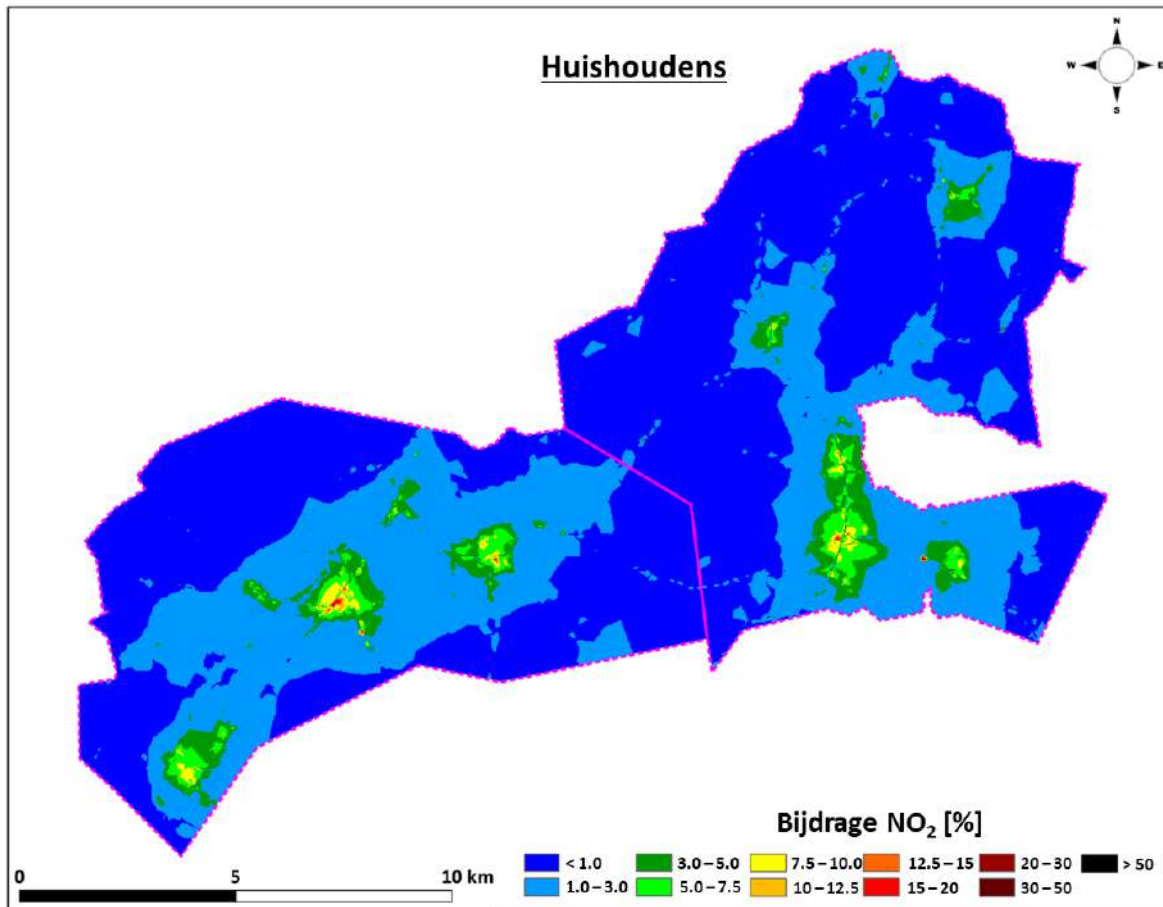 Huishoudens
N
W E
S
Bijdrage NO₂ [%]
0 5 10 km
< 1.0 3.0 – 5.0 7.5 – 10.0 12.5 – 15 20 – 30 > 50
1.0 – 3.0 5.0 – 7.5 10 – 12.5 15 – 20 30 – 50